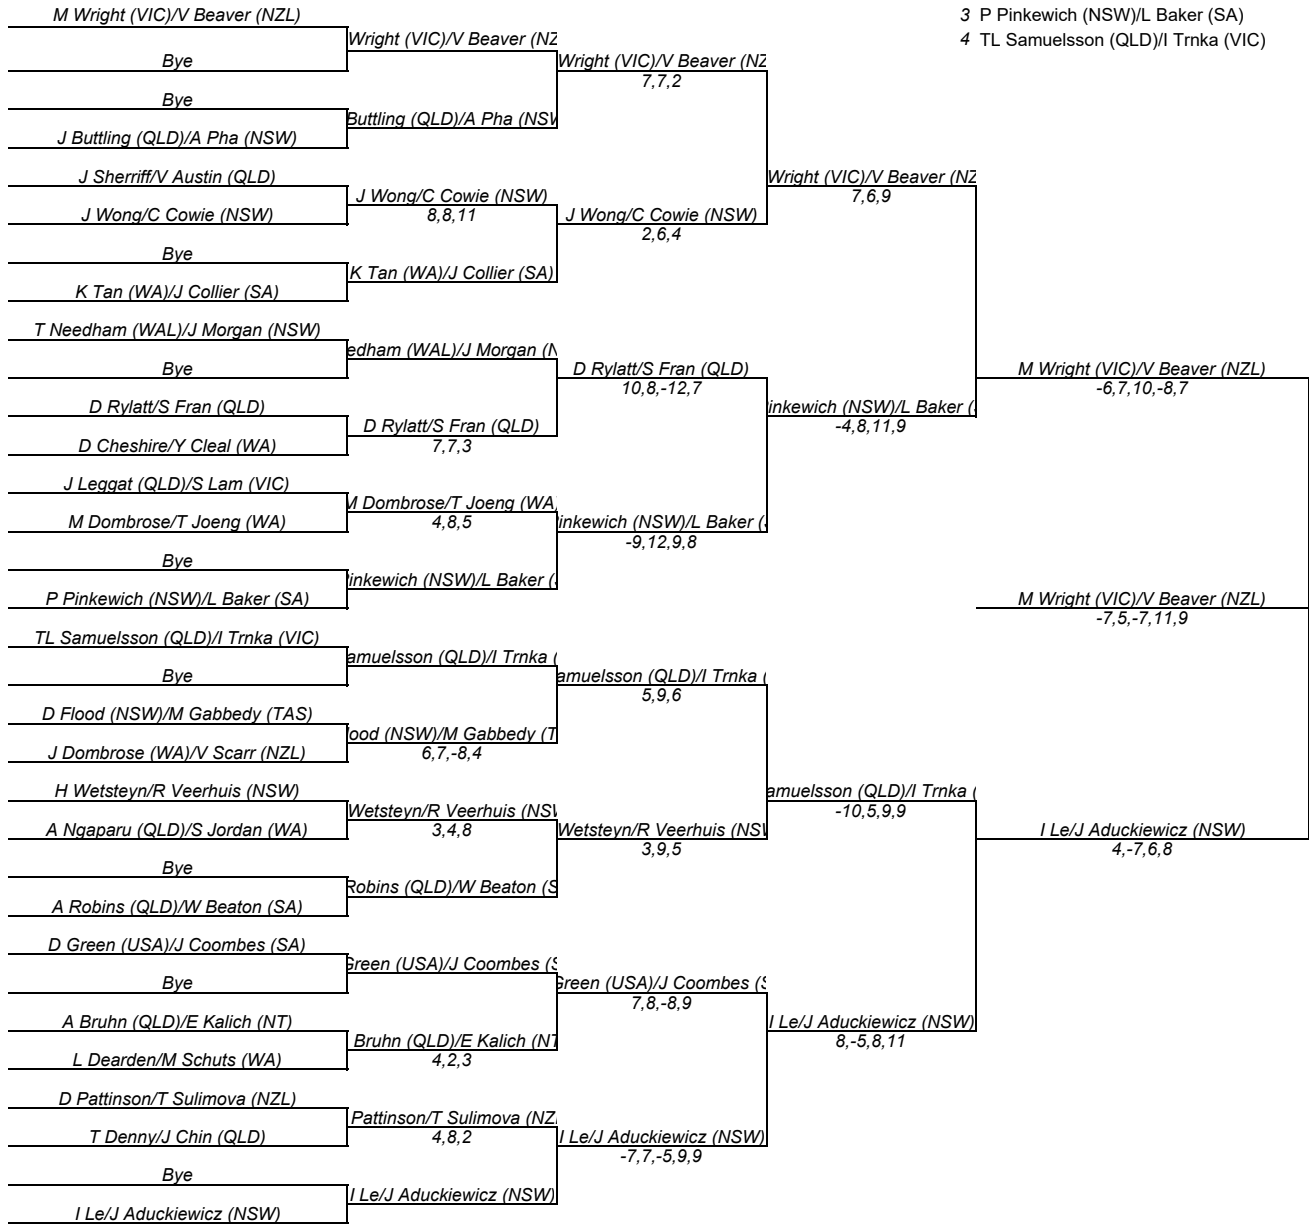 M Wright (VIC)/V Beaver (NZL)
Bye
Bye
J Buttling (QLD)/A Pha (NSW)
J Sherriff/V Austin (QLD)
J Wong/C Cowie (NSW)
Bye
K Tan (WA)/J Collier (SA)
T Needham (WAL)/J Morgan (NSW)
Bye
D Rylatt/S Fran (QLD)
D Cheshire/Y Cleal (WA)
J Leggat (QLD)/S Lam (VIC)
M Dombrose/T Joeng (WA)
Bye
P Pinkewich (NSW)/L Baker (SA)
TL Samuelsson (QLD)/I Trnka (VIC)
Bye
D Flood (NSW)/M Gabbedy (TAS)
J Dombrose (WA)/V Scarr (NZL)
H Wetsteyn/R Veerhuis (NSW)
A Ngaparu (QLD)/S Jordan (WA)
Bye
A Robins (QLD)/W Beaton (SA)
D Green (USA)/J Coombes (SA)
Bye
A Bruhn (QLD)/E Kalich (NT)
L Dearden/M Schuts (WA)
D Pattinson/T Sulimova (NZL)
T Denny/J Chin (QLD)
Bye
I Le/J Aduckiewicz (NSW)
Wright (VIC)/V Beaver (NZ
Buttling (QLD)/A Pha (NSW
J Wong/C Cowie (NSW)
8,8,11
K Tan (WA)/J Collier (SA)
edham (WAL)/J Morgan (N
D Rylatt/S Fran (QLD)
7,7,3
M Dombrose/T Joeng (WA)
4,8,5
inkewich (NSW)/L Baker (
amuelsson (QLD)/I Trnka (
lood (NSW)/M Gabbedy (T
6,7,-8,4
Wetsteyn/R Veerhuis (NSW
3,4,8
Robins (QLD)/W Beaton (S
Green (USA)/J Coombes (S
Bruhn (QLD)/E Kalich (NT
4,2,3
Pattinson/T Sulimova (NZL
4,8,2
I Le/J Aduckiewicz (NSW)
Wright (VIC)/V Beaver (NZ
7,7,2
J Wong/C Cowie (NSW)
2,6,4
D Rylatt/S Fran (QLD)
10,8,-12,7
inkewich (NSW)/L Baker (S
-9,12,9,8
amuelsson (QLD)/I Trnka (
5,9,6
Wetsteyn/R Veerhuis (NSW
3,9,5
Green (USA)/J Coombes (S
7,8,-8,9
I Le/J Aduckiewicz (NSW)
-7,7,-5,9,9
Wright (VIC)/V Beaver (NZ
7,6,9
inkewich (NSW)/L Baker (S
-4,8,11,9
amuelsson (QLD)/I Trnka (
-10,5,9,9
I Le/J Aduckiewicz (NSW)
8,-5,8,11
3 P Pinkewich (NSW)/L Baker (SA)
4 TL Samuelsson (QLD)/I Trnka (VIC)
M Wright (VIC)/V Beaver (NZL)
-6,7,10,-8,7
M Wright (VIC)/V Beaver (NZL)
-7,5,-7,11,9
I Le/J Aduckiewicz (NSW)
4,-7,6,8